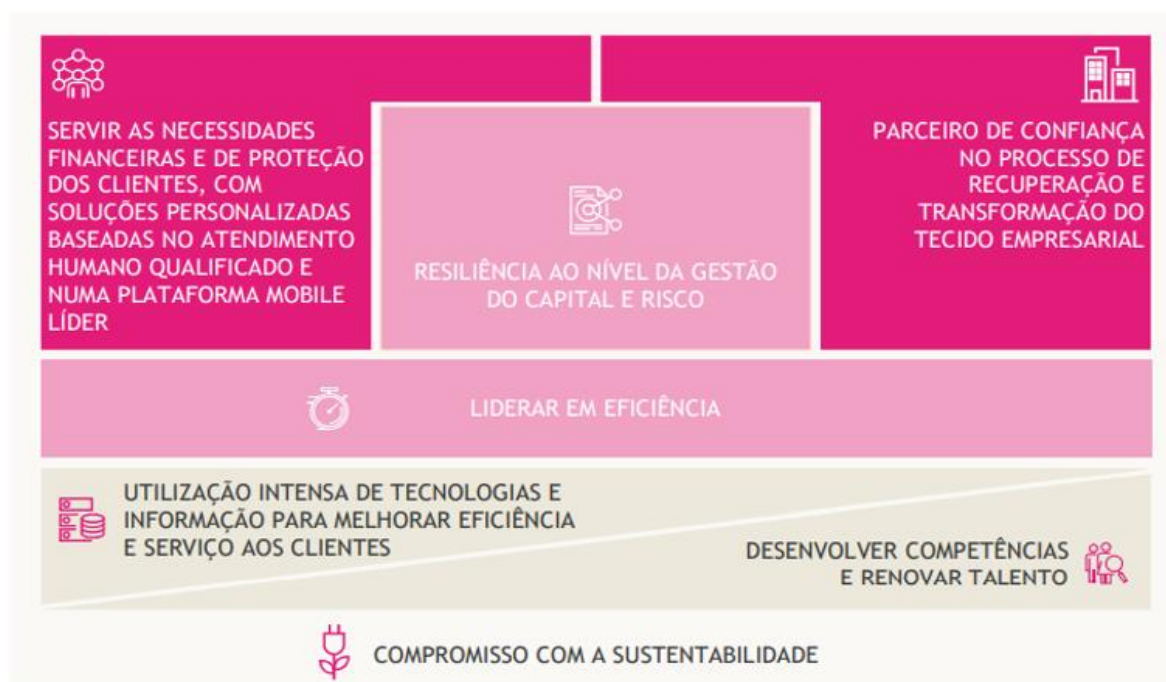 SERVIR AS NECESSIDADES
FINANCEIRAS E DE PROTEÇÃO
DOS CLIENTES, COM
SOLUÇÕES PERSONALIZADAS
BASEADAS NO ATENDIMENTO
HUMANO QUALIFICADO E
NUMA PLATAFORMA MOBILE
LÍDER
RESILIÊNCIA AO NÍVEL DA GESTÃO
DO CAPITAL E RISCO
PARCEIRO DE CONFIANÇA
NO PROCESSO DE
RECUPERAÇÃO E
TRANSFORMAÇÃO DO
TECIDO EMPRESARIAL
LIDERAR EM EFICIÊNCIA
UTILIZAÇÃO INTENSA DE TECNOLOGIAS E
INFORMAÇÃO PARA MELHORAR EFICIÊNCIA
E SERVIÇO AOS CLIENTES
DESENVOLVER COMPETÊNCIAS
E RENOVAR TALENTO
COMPROMISSO COM A SUSTENTABILIDADE